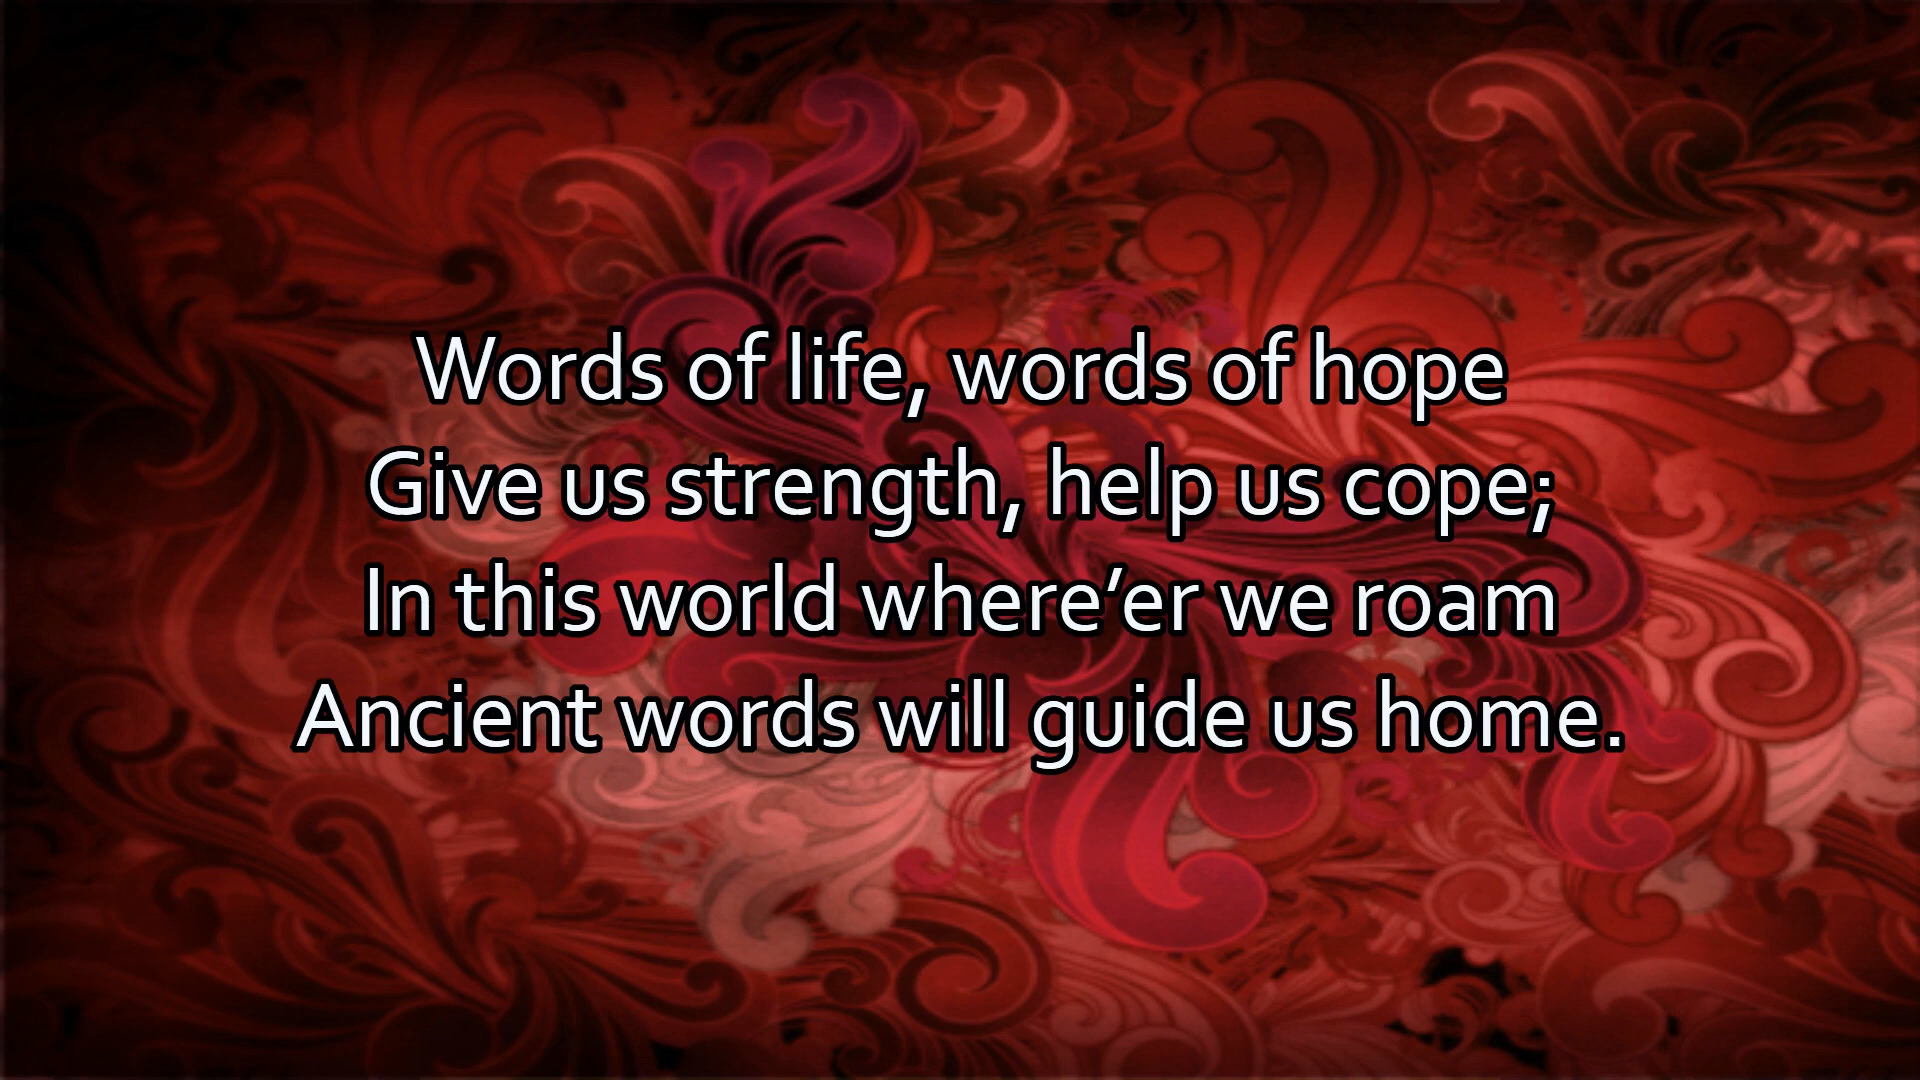 Words of life, words of hope
Give us strength, help us cope;
In this world where’er we roam
Ancient words will guide us home.